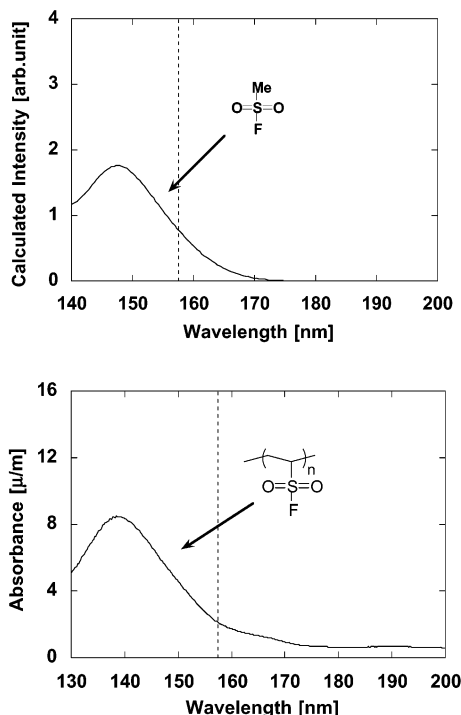 4
3
2
1
0
Calculated Intensity [arb.unit]
Me
O=S=O
F
140 150 160 170 180 190 200
Wavelength [nm]
16
12
8
4
0
Absorbance [μ/m]
n
O=S=O
F
130 140 150 160 170 180 190 200
Wavelength [nm]